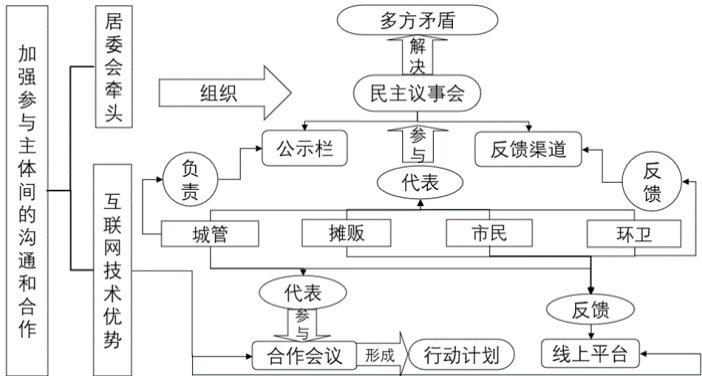 加强参与主体间的沟通和合作
居委会牵头
互联网技术优势
多方矛盾
解决
组织
民主议事会
公示栏
参与
反馈渠道
负责
代表
反馈
城管
摊贩
市民
环卫
代表
反馈
参与
合作会议
形成
行动计划
线上平台